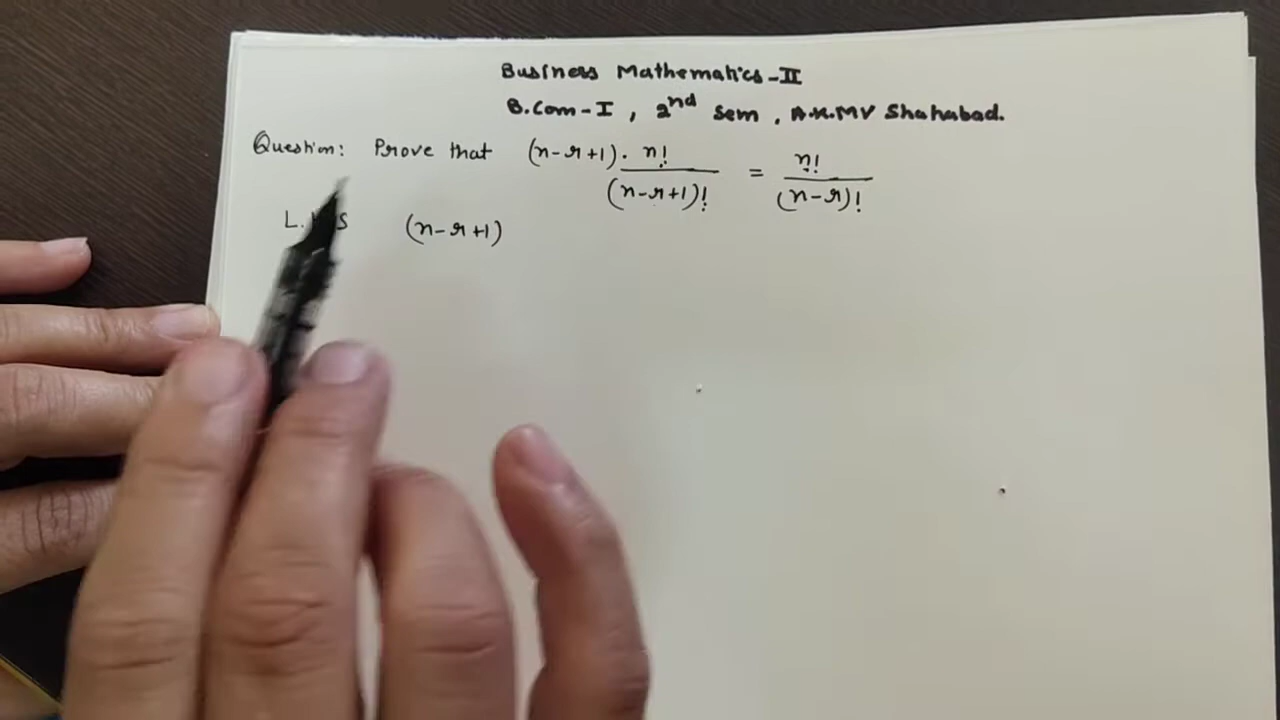 Business Mathematics-II
B.Com-I, 2nd Sem, A.K.MV Shahabad.
Question: Prove that (n-r+1). n!/(n-r+1)! = n!/(n-r)!
(n-r+1)